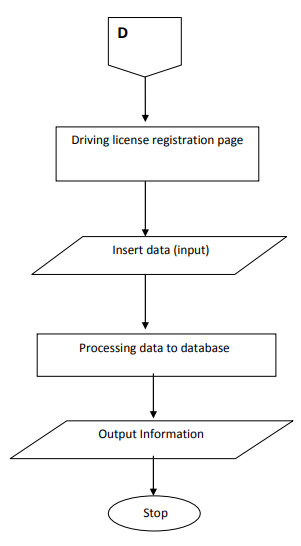 D
Driving license registration page
Insert data (input)
Processing data to database
Output Information
Stop